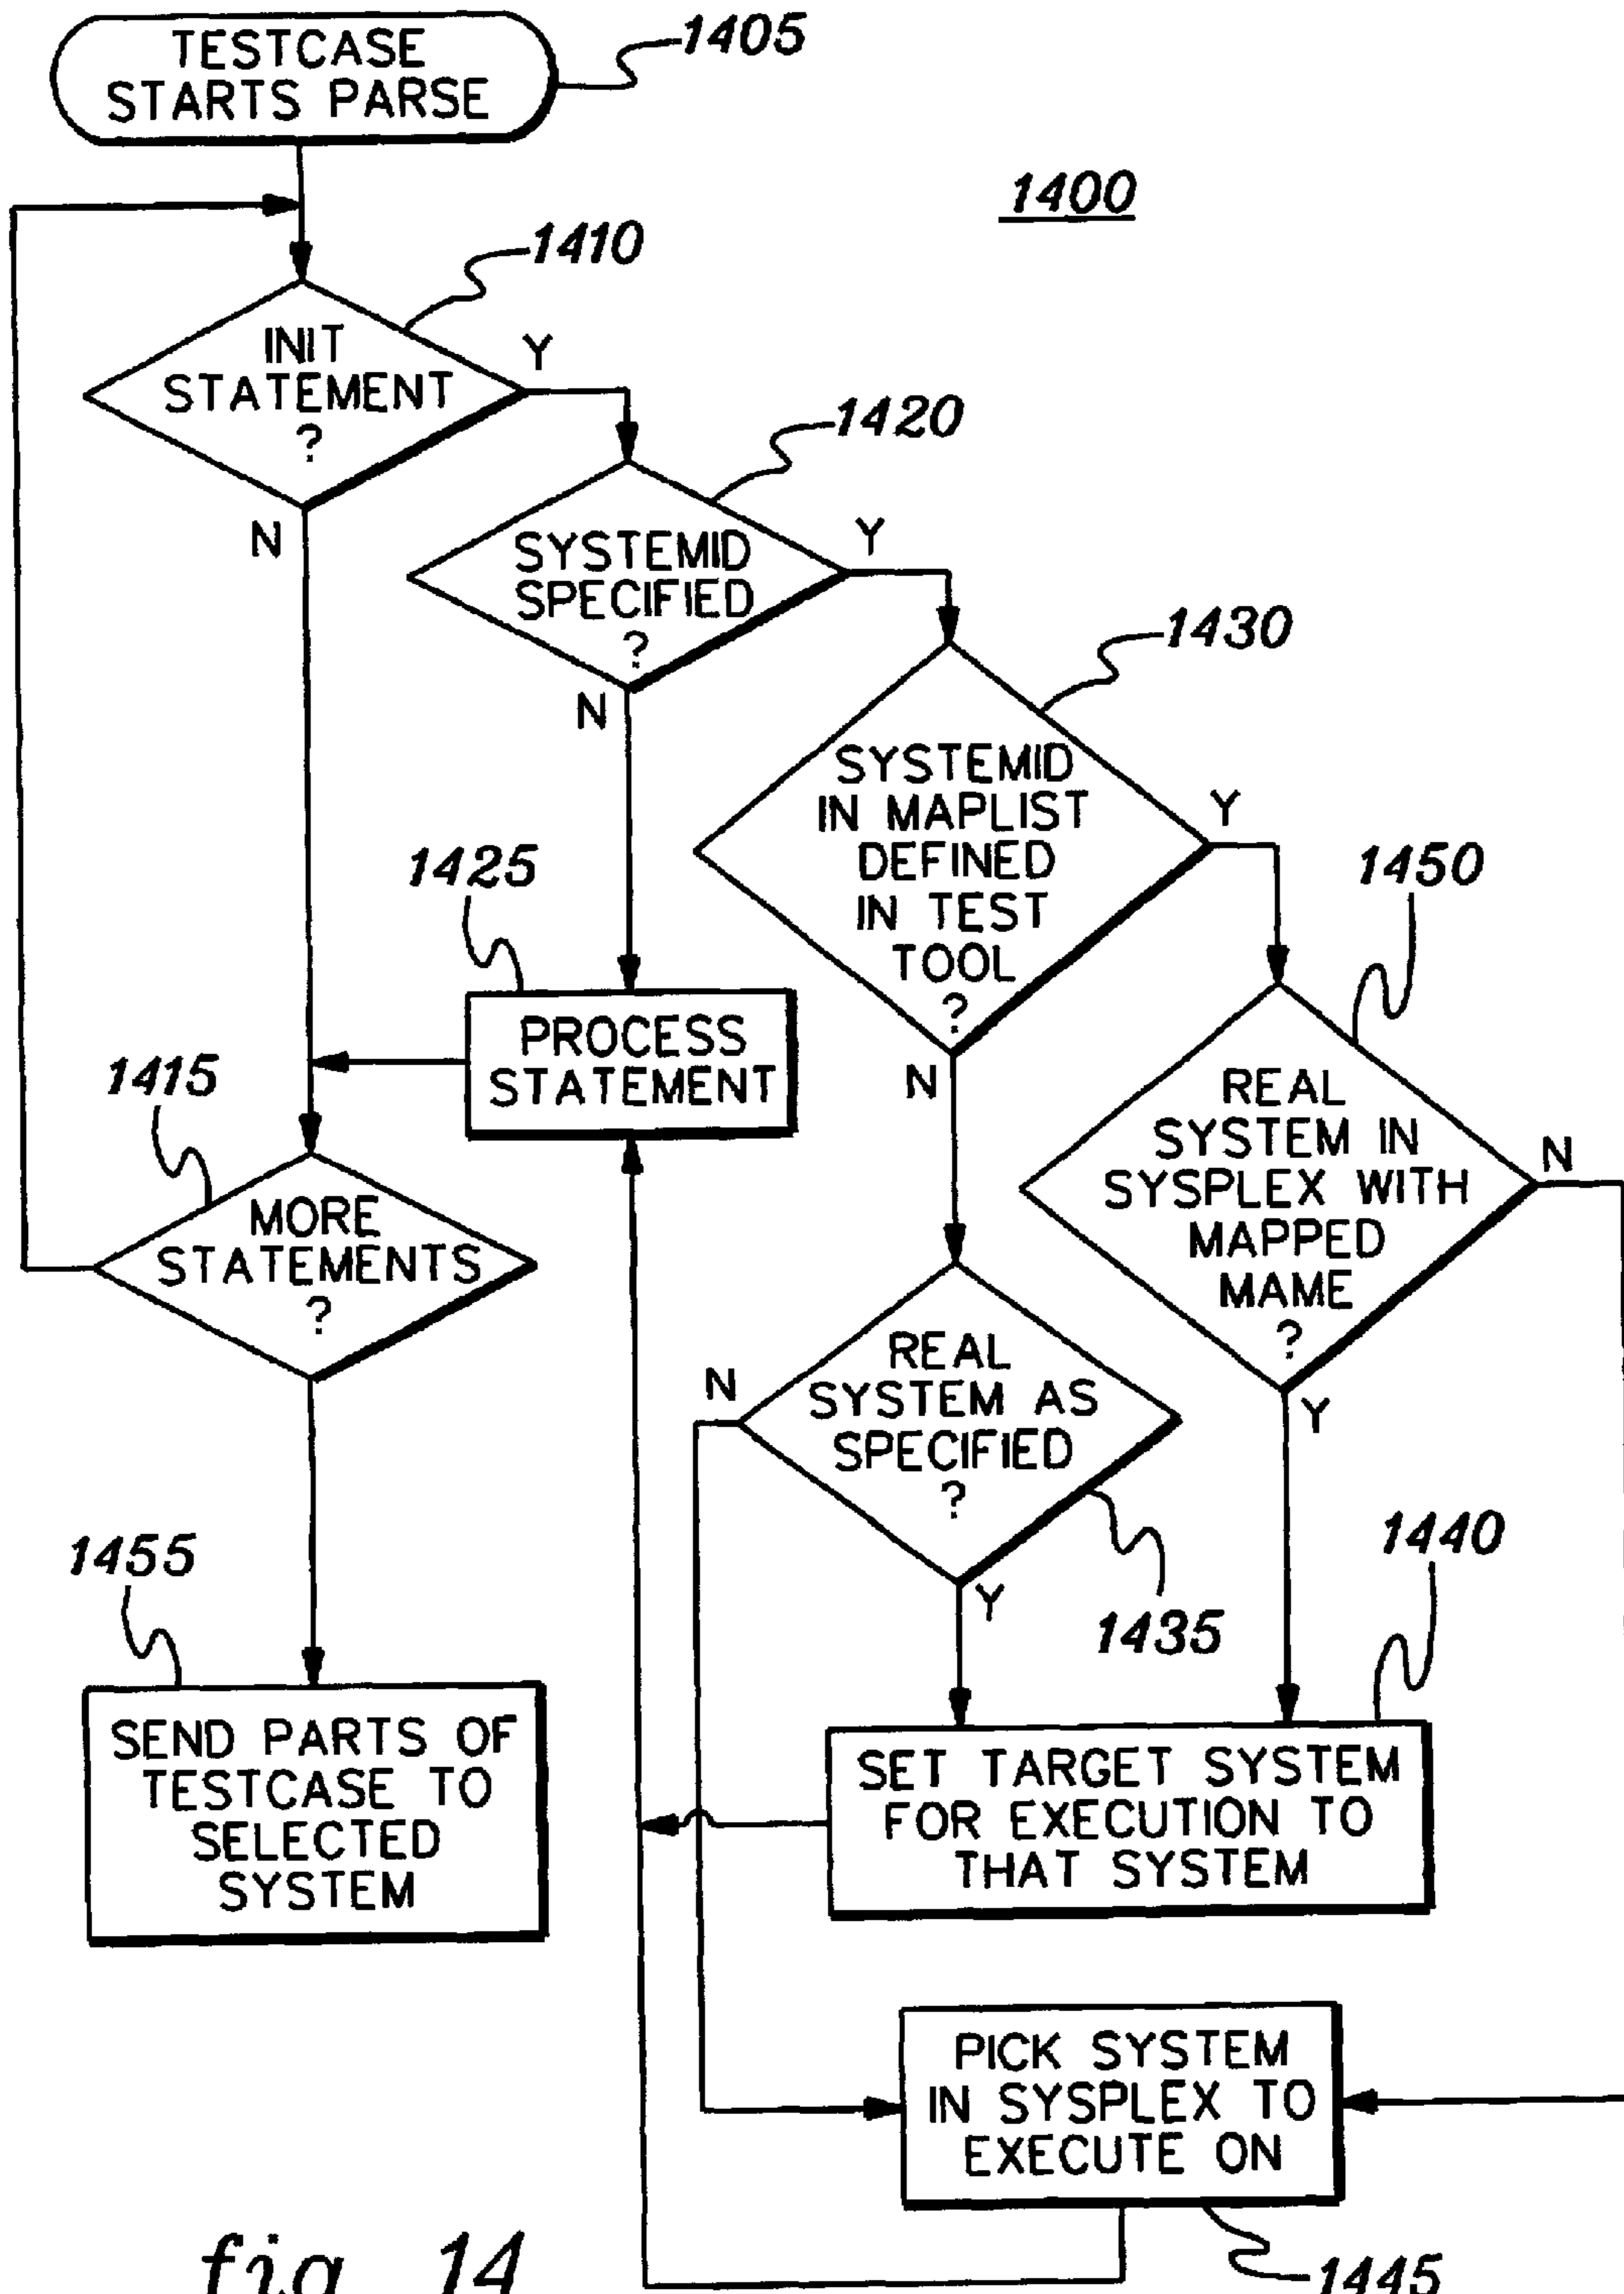 TESTCASE
STARTS PARSE
1405
1400
1410
INIT
STATEMENT
?
Y
N
1420
SYSTEMID
SPECIFIED
?
Y
N
1430
SYSTEMID
IN MAPLIST
DEFINED
IN TEST
TOOL
?
Y
N
1425
PROCESS
STATEMENT
1450
REAL
SYSTEM IN
SYSPLEX WITH
MAPPED
MAME
?
N
Y
1415
MORE
STATEMENTS
?
REAL
SYSTEM AS
SPECIFIED
?
N
Y
1435
1440
SET TARGET SYSTEM
FOR EXECUTION TO
THAT SYSTEM
1455
SEND PARTS OF
TESTCASE TO
SELECTED
SYSTEM
PICK SYSTEM
IN SYSPLEX TO
EXECUTE ON
1445
fig. 14